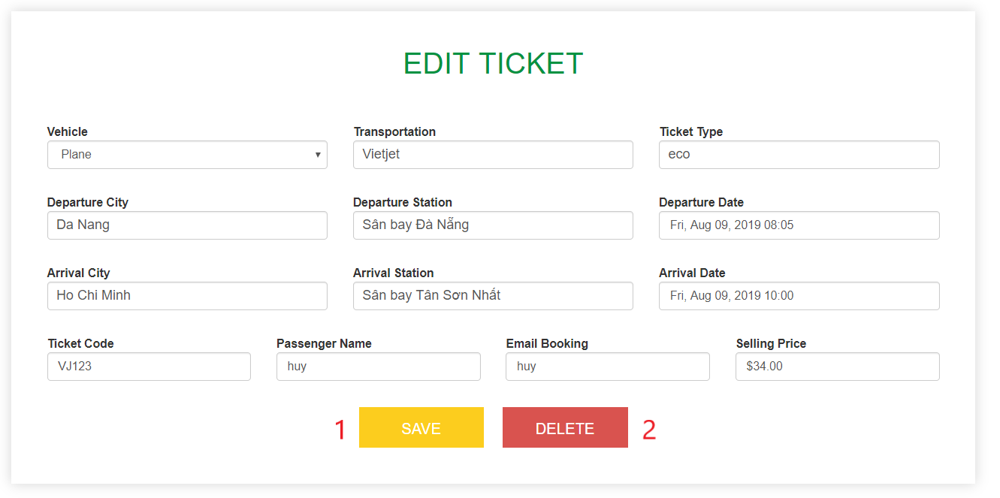 EDIT TICKET
Vehicle Transportation Ticket Type
Plane Vietjet eco
Departure City Departure Station Departure Date
Da Nang Sân bay Đà Nẵng Fri, Aug 09, 2019 08:05
Arrival City Arrival Station Arrival Date
Ho Chi Minh Sân bay Tân Sơn Nhất Fri, Aug 09, 2019 10:00
Ticket Code Passenger Name Email Booking Selling Price
VJ123 huy huy $34.00
1 SAVE DELETE 2